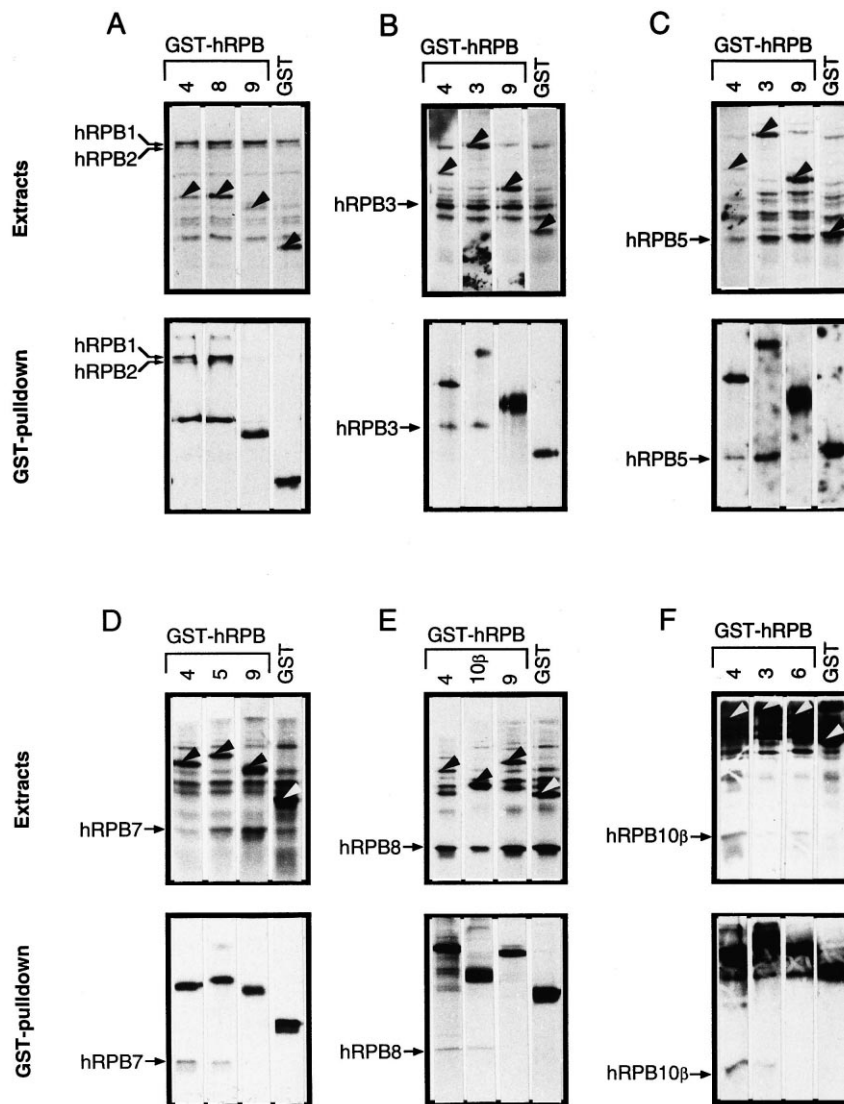 A
B
C
GST-hRPB
GST-hRPB
GST-hRPB
4 8 9 GST
4 3 9 GST
4 3 9 GST
Extracts
hRPB1
hRPB2
hRPB3
hRPB5
GST-pulldown
hRPB1
hRPB2
hRPB3
hRPB5
D
E
F
GST-hRPB
GST-hRPB
GST-hRPB
4 5 9 GST
4 10β 9 GST
4 3 6 GST
Extracts
hRPB7
hRPB8
hRPB10β
GST-pulldown
hRPB7
hRPB8
hRPB10β